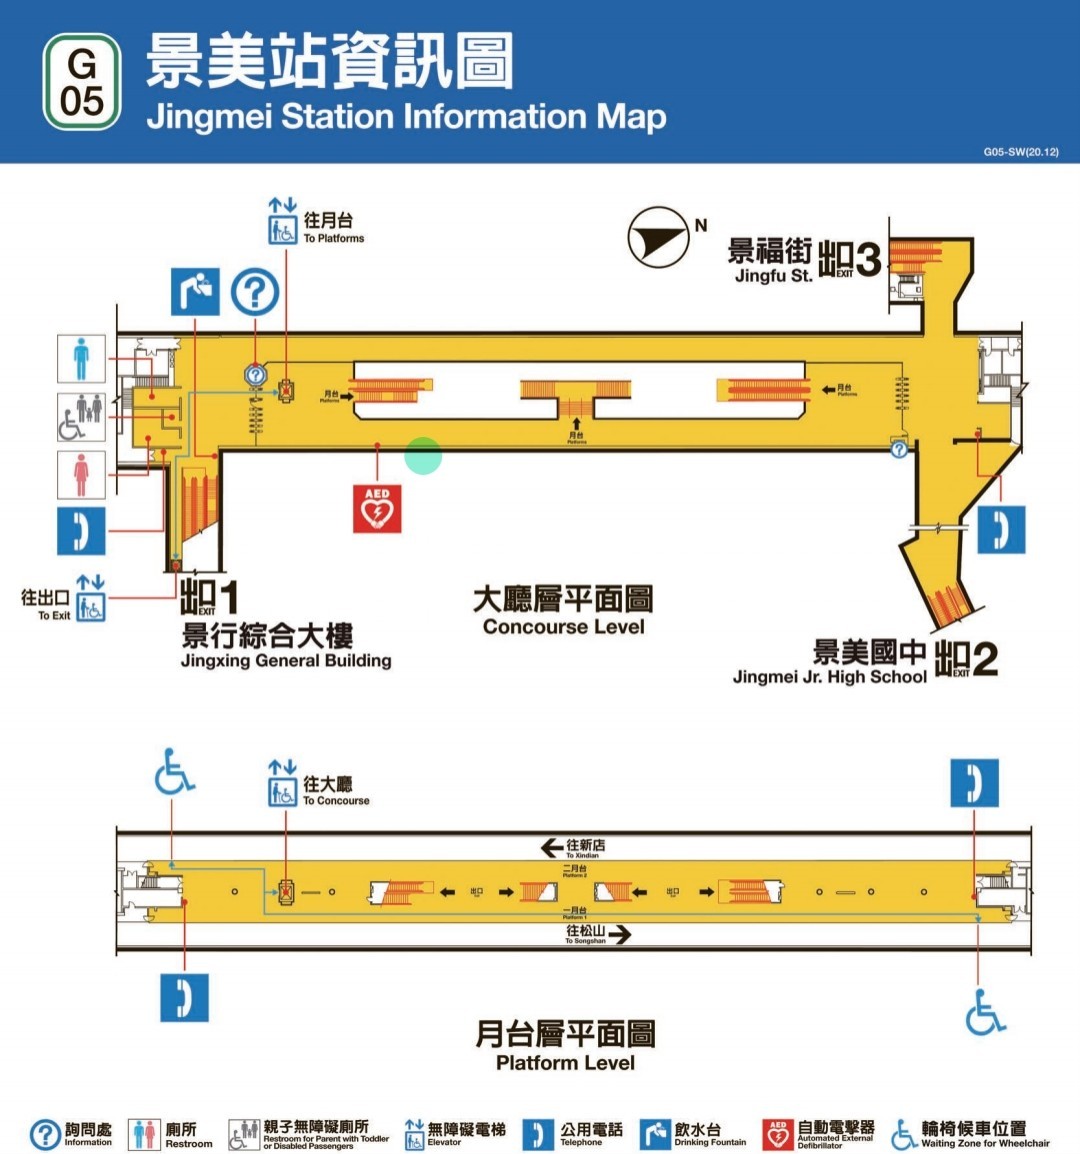 G
05
景美站資訊圖
Jingmei Station Information Map
G05-SW(20.12)
往月台
To Platforms
N
景福街
Jingfu St.
出口3
EXIT
月台
Platforms
月台
Platforms
月台
Platforms
AED
往出口
To Exit
出口1
EXIT
景行綜合大樓
Jingxing General Building
大廳層平面圖
Concourse Level
景美國中
Jingmei Jr. High School
出口2
EXIT
往大廳
To Concourse
往新店
To Xindian
二月台
Platform 2
出口
Exit
出口
Exit
一月台
Platform 1
往松山
To Songshan
月台層平面圖
Platform Level
詢問處
Information
廁所
Restroom
親子無障礙廁所
Restroom for Parent with Toddler
or Disabled Passengers
無障礙電梯
Elevator
公用電話
Telephone
飲水台
Drinking Fountain
AED
自動電擊器
Automated External
Defibrillator
輪椅候車位置
Waiting Zone for Wheelchair